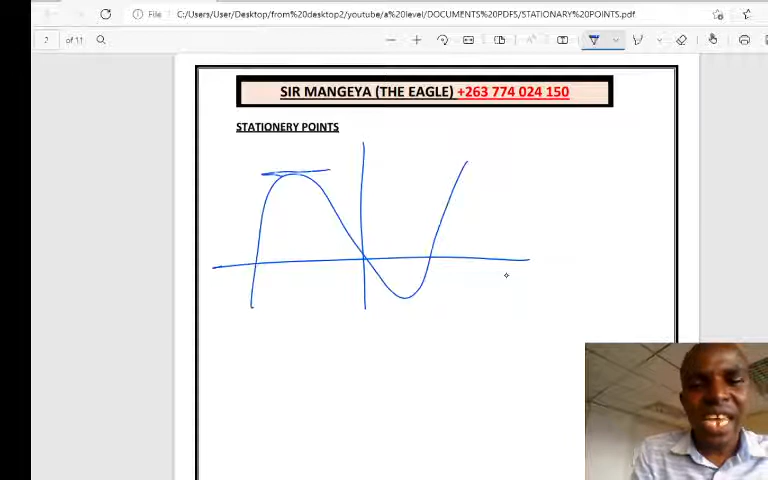 File
C:/Users/User/Desktop/from%20desktop2/youtube/a%20level/DOCUMENTS%20PDFS/STATIONARY%20POINTS.pdf
of 11
SIR MANGEYA (THE EAGLE) +263 774 024 150
STATIONERY POINTS